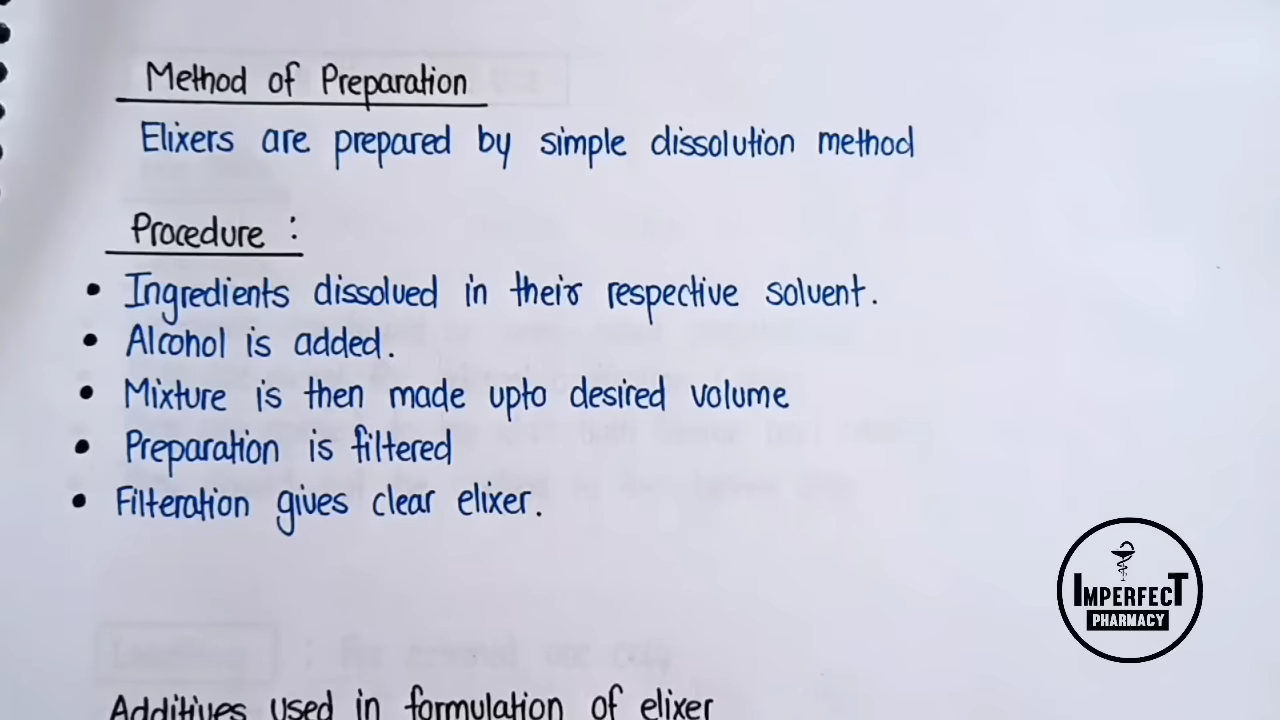 Method of Preparation
Elixers are prepared by simple dissolution method
Procedure :
• Ingredients dissolved in their respective solvent.
• Alcohol is added.
• Mixture is then made upto desired volume
• Preparation is filtered
• Filteration gives clear elixer.
IMPERFECT
PHARMACY
Additives used in formulation of elixer